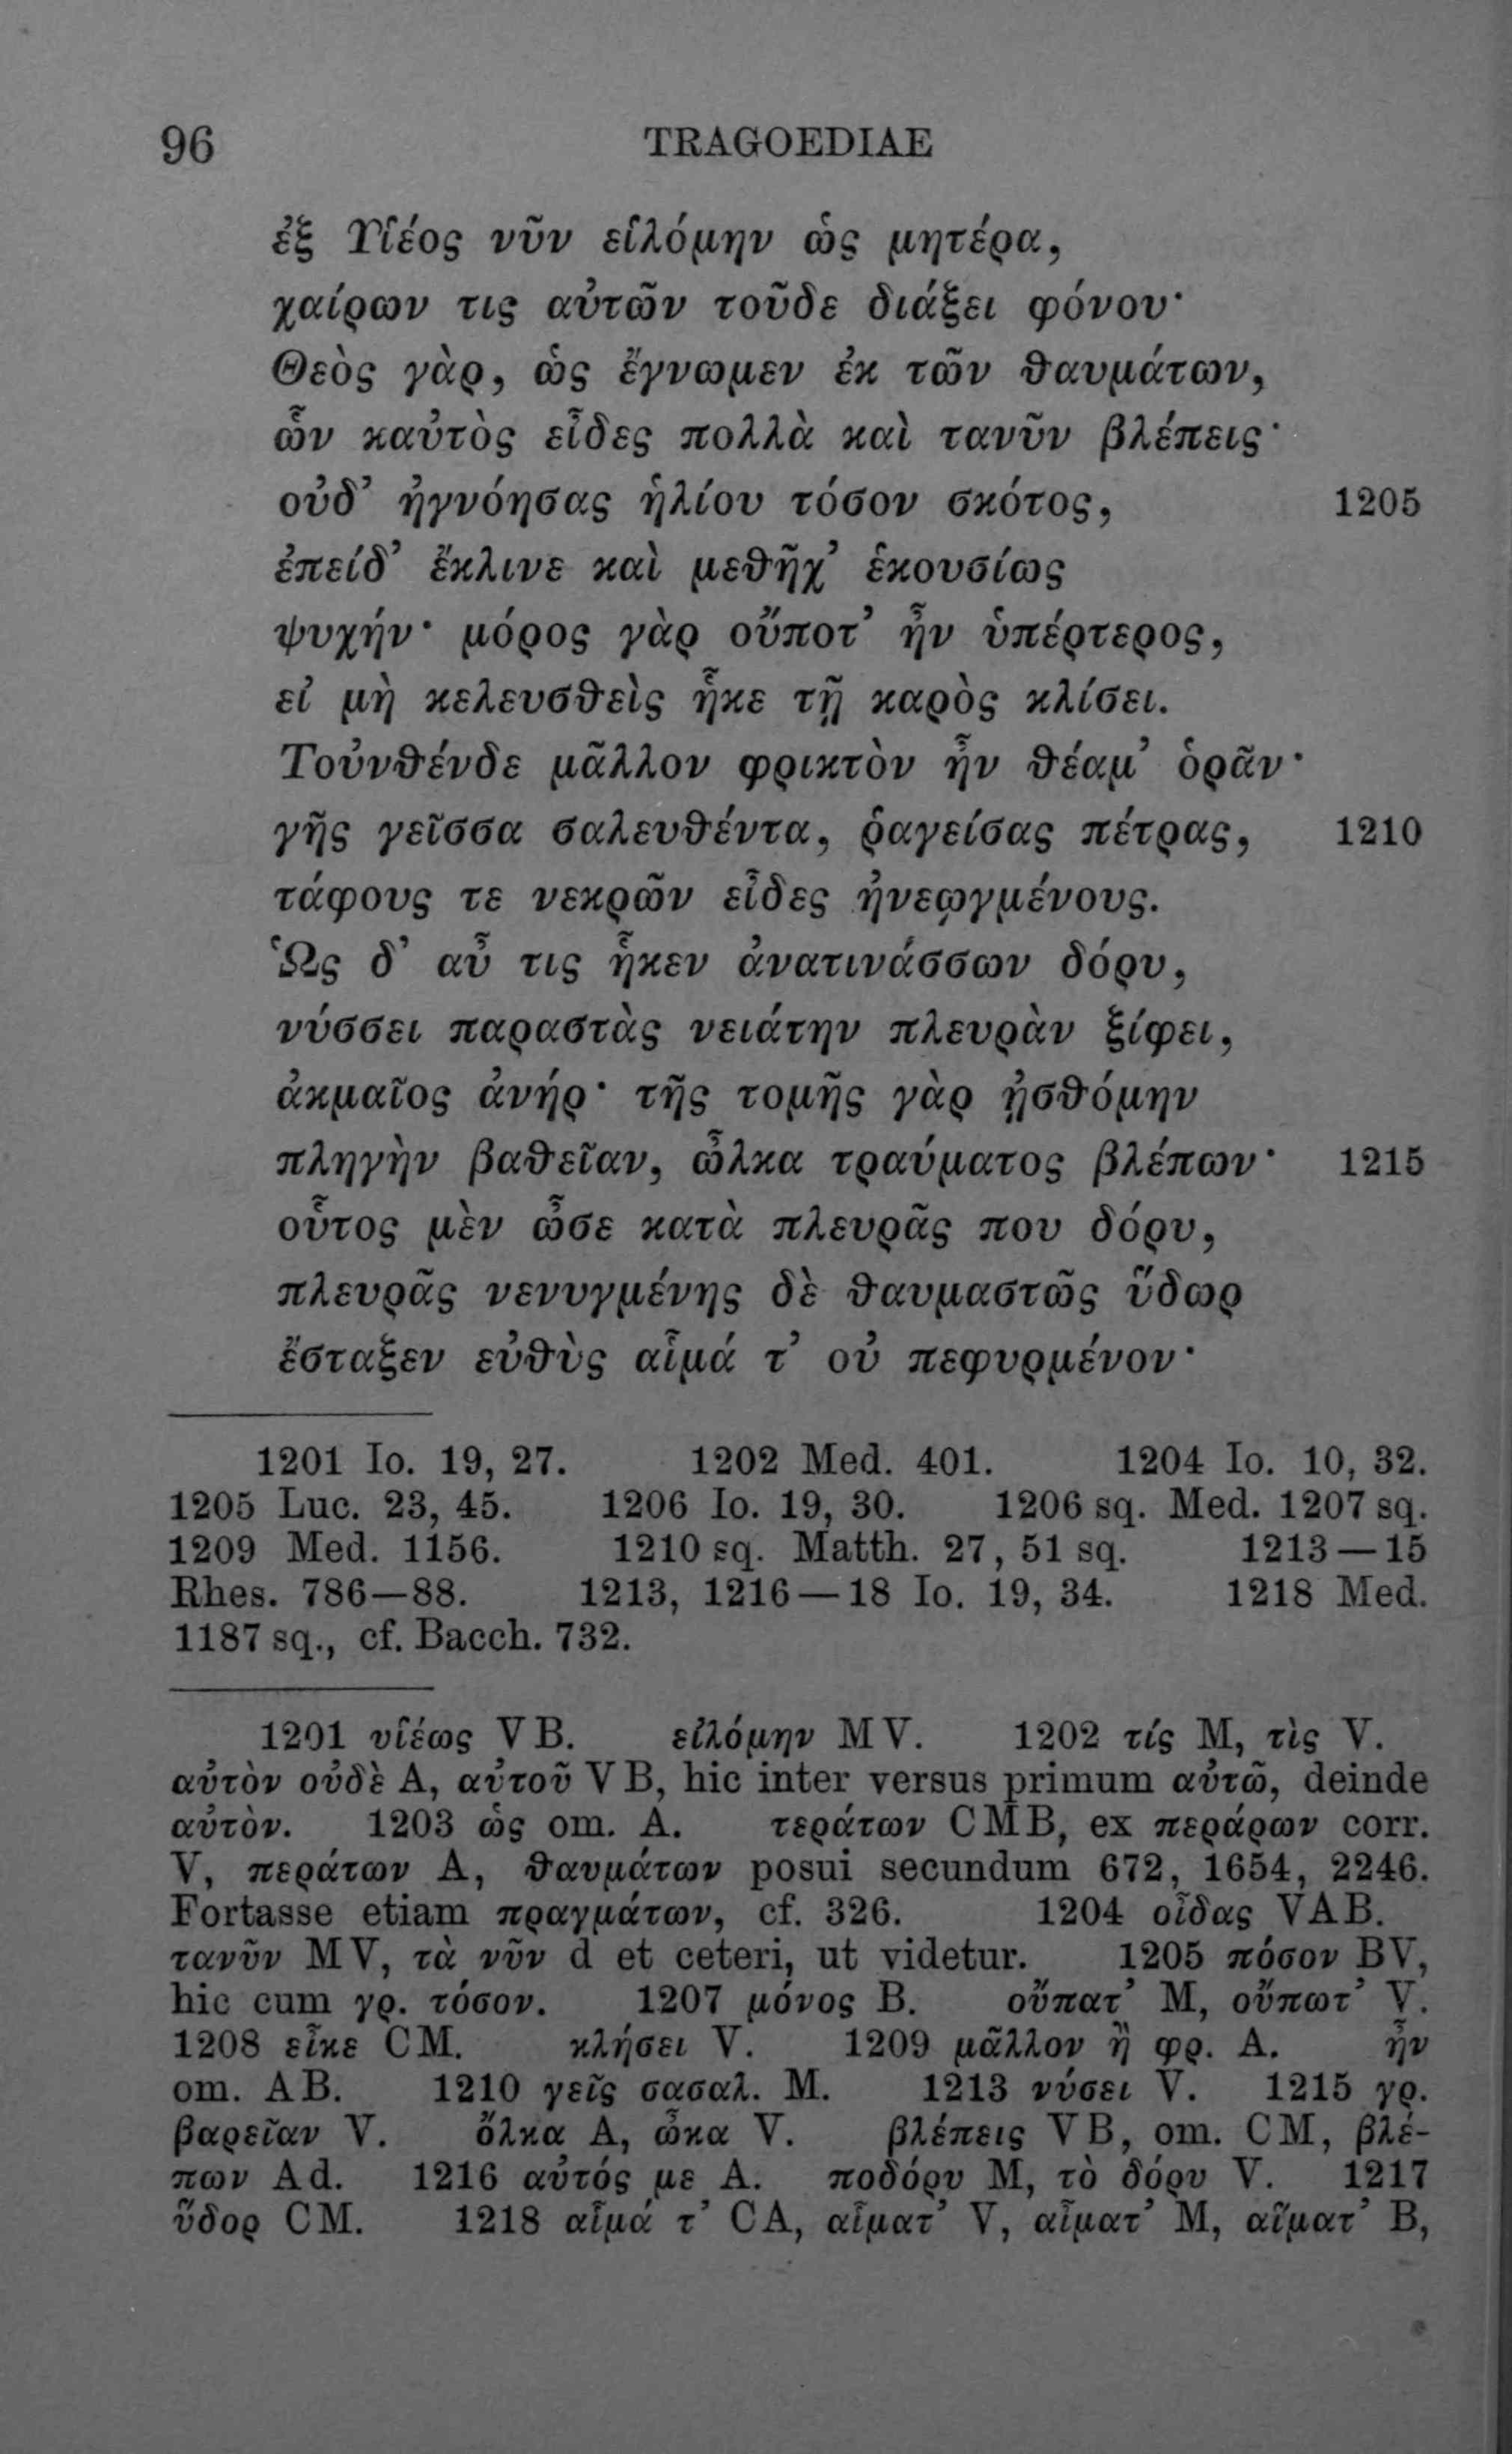 96 TRAGOEDIAE
ἐξ Υἱέος νῦν εἱλόμην ὡς μητέρα,
χαίρων τις αὐτῶν τοῦδε διάξει φόνου·
Θεὸς γὰρ, ὡς ἔγνωμεν ἐκ τῶν θαυμάτων,
ὧν καὐτὸς εἶδες πολλὰ καὶ τανῦν βλέπεις·
οὐδ’ ἠγνόησας ἡλίου τόσον σκότος, 1205
ἐπείδ’ ἔκλινε καὶ μεθῆχ’ ἑκουσίως
ψυχήν· μόρος γὰρ οὔποτ’ ἦν ὑπέρτερος,
εἰ μὴ κελευσθεὶς ἧκε τῇ καρὸς κλίσει.
Τοὐνθένδε μᾶλλον φρικτὸν ἦν θέαμ’ ὁρᾶν·
γῆς γεῖσσα σαλευθέντα, ῥαγείσας πέτρας, 1210
τάφους τε νεκρῶν εἶδες ἠνεῳγμένους.
Ὡς δ’ αὖ τις ἧκεν ἀνατινάσσων δόρυ,
νύσσει παραστὰς νειάτην πλευρὰν ξίφει,
ἀκμαῖος ἀνήρ· τῆς τομῆς γὰρ ᾐσθόμην
πληγὴν βαθεῖαν, ὦλκα τραύματος βλέπων· 1215
οὗτος μὲν ὦσε κατὰ πλευρᾶς που δόρυ,
πλευρᾶς νενυγμένης δὲ θαυμαστῶς ὕδωρ
ἔσταξεν εὐθὺς αἷμά τ’ οὐ πεφυρμένον·
1201 Io. 19, 27. 1202 Med. 401. 1204 Io. 10, 32.
1205 Luc. 23, 45. 1206 Io. 19, 30. 1206 sq. Med. 1207 sq.
1209 Med. 1156. 1210 sq. Matth. 27, 51 sq. 1213—15
Rhes. 786—88. 1213, 1216—18 Io. 19, 34. 1218 Med.
1187 sq., cf. Bacch. 732.
1201 υἱέως VB. εἰλόμην MV. 1202 τίς M, τὶς V.
αὐτὸν οὐδὲ A, αὐτοῦ VB, hic inter versus primum αὐτῶ, deinde
αὐτὸν. 1203 ὡς om. A. τεράτων CMB, ex περάρων corr.
V, περάτων A, θαυμάτων posui secundum 672, 1654, 2246.
Fortasse etiam πραγμάτων, cf. 326. 1204 οἶδας VAB.
τανῦν MV, τὰ νῦν d et ceteri, ut videtur. 1205 πόσον BV,
hic cum γρ. τόσον. 1207 μόνος B. οὔπατ’ M, οὔπωτ’ V.
1208 εἷκε CM. κλήσει V. 1209 μᾶλλον ἢ φρ. A. ἦν
om. AB. 1210 γεῖς σασαλ. M. 1213 νύσει V. 1215 γρ.
βαρεῖαν V. ὄλκα A, ὦκα V. βλέπεις VB, om. CM, βλέ-
πων Ad. 1216 αὐτός με A. ποδόρυ M, τὸ δόρυ V. 1217
ὕδορ CM. 1218 αἷμά τ’ CA, αἷματ’ V, αἶματ’ M, αἵματ’ B,